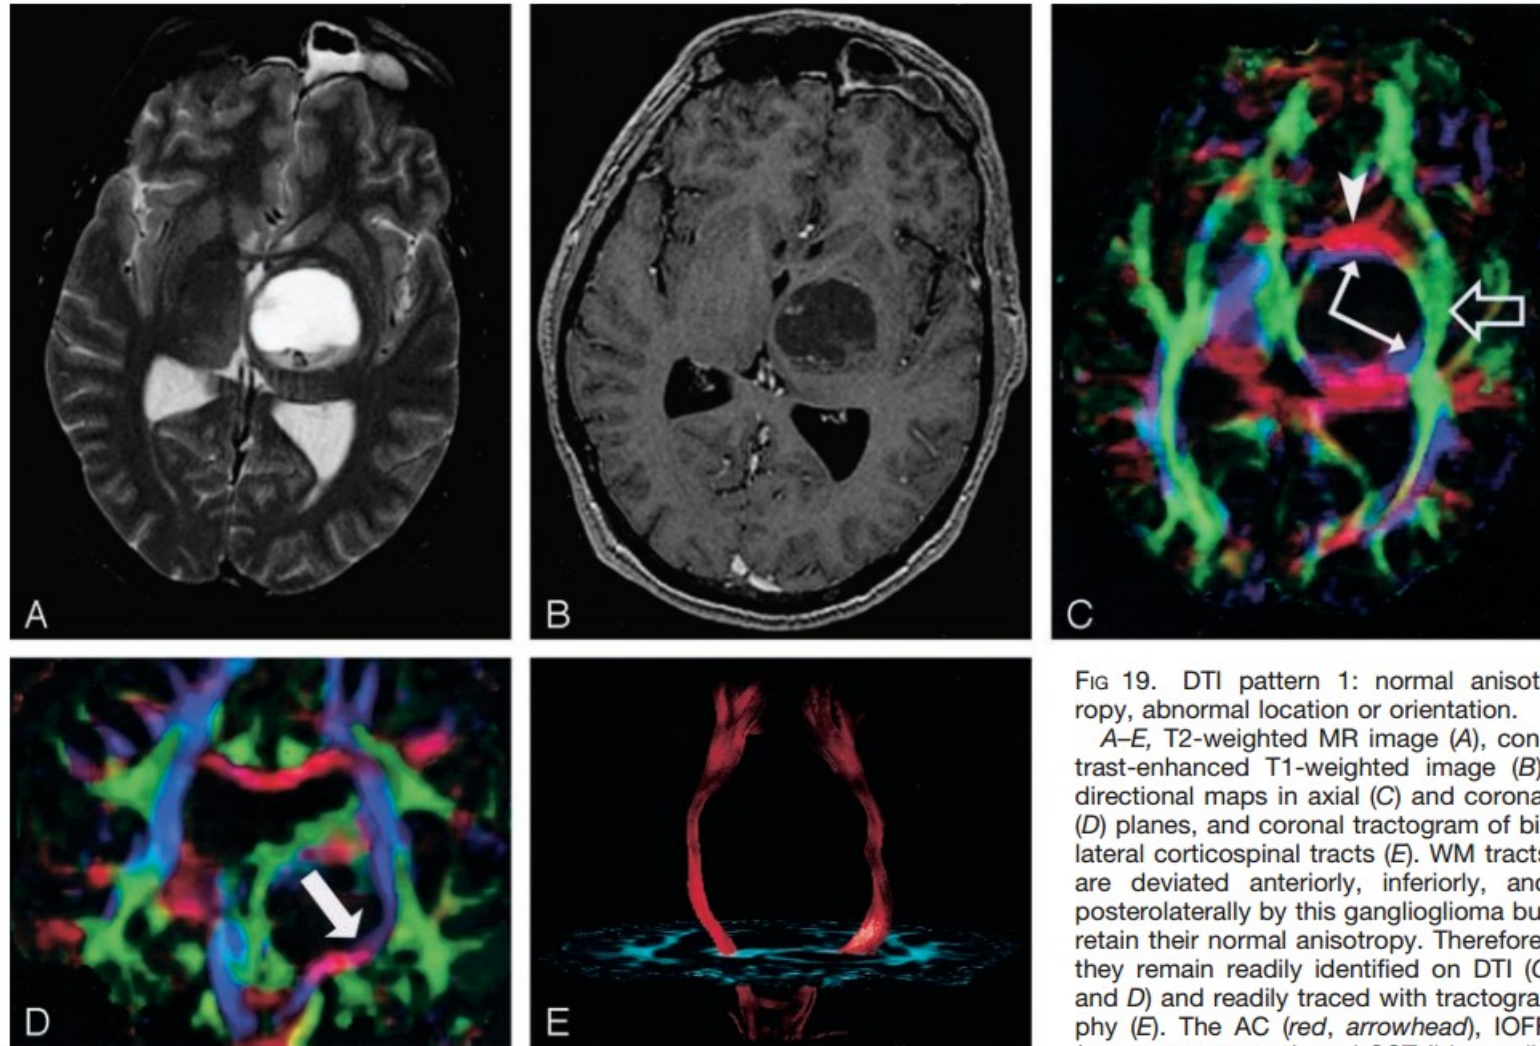 A
B
C
D
E
FIG 19. DTI pattern 1: normal anisot-
ropy, abnormal location or orientation.
A–E, T2-weighted MR image (A), con-
trast-enhanced T1-weighted image (B)
directional maps in axial (C) and corona
(D) planes, and coronal tractogram of bi-
lateral corticospinal tracts (E). WM tracts
are deviated anteriorly, inferiorly, and
posterolaterally by this ganglioglioma bu
retain their normal anisotropy. Therefore
they remain readily identified on DTI (C
and D) and readily traced with tractogra-
phy (E). The AC (red, arrowhead), IOFF